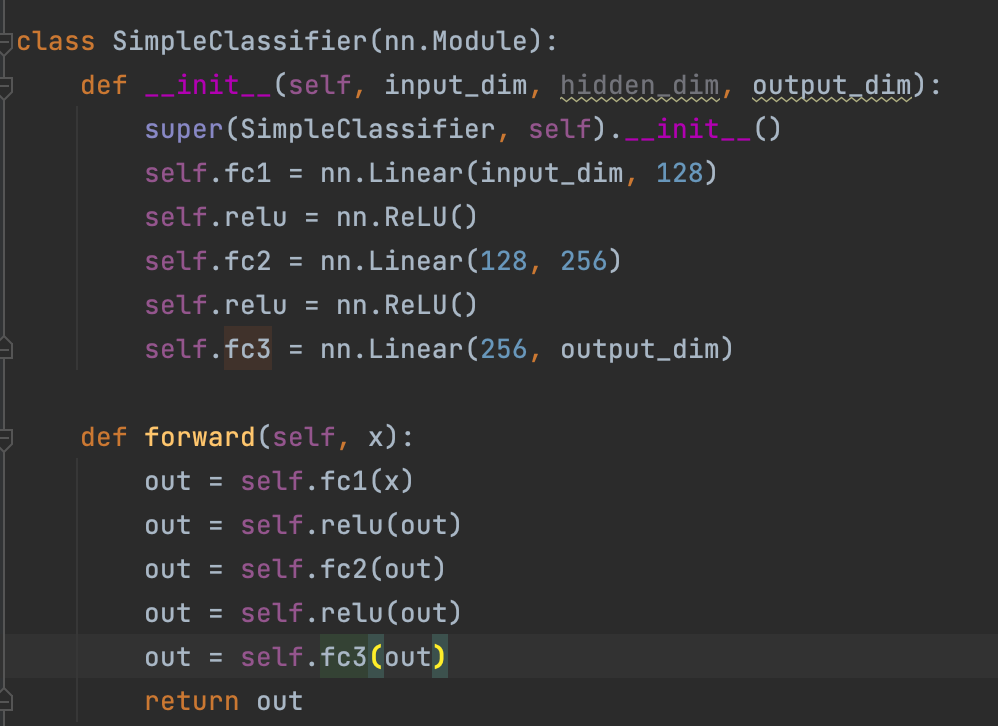 class SimpleClassifier(nn.Module):
    def __init__(self, input_dim, hidden_dim, output_dim):
        super(SimpleClassifier, self).__init__()
        self.fc1 = nn.Linear(input_dim, 128)
        self.relu = nn.ReLU()
        self.fc2 = nn.Linear(128, 256)
        self.relu = nn.ReLU()
        self.fc3 = nn.Linear(256, output_dim)

    def forward(self, x):
        out = self.fc1(x)
        out = self.relu(out)
        out = self.fc2(out)
        out = self.relu(out)
        out = self.fc3(out)
        return out